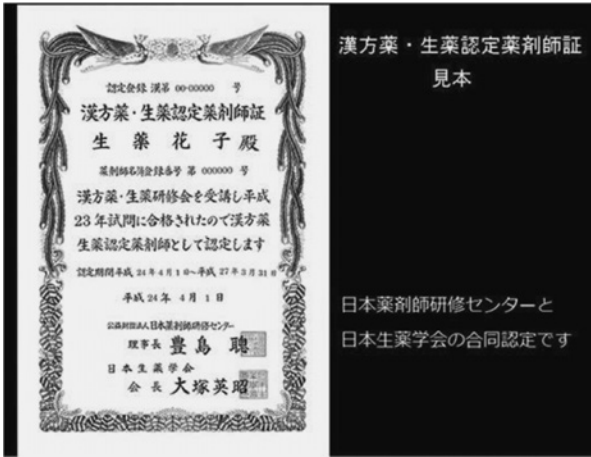 認定登録 漢第 00-00000 号
漢方薬・生薬認定薬剤師証
生薬花子殿
薬剤師名簿登録番号 第 000000 号
漢方薬・生薬研修会を受講し平成
23年試問に合格されたので漢方薬
生薬認定薬剤師として認定します
認定期間平成 24年4月1日~平成 27年3月31日
平成24年 4月 1日
公益財団法人日本薬剤師研修センター
理事長 豊島 聰
日本生薬学会
会長 大塚英昭
漢方薬・生薬認定薬剤師証
見本
日本薬剤師研修センターと
日本生薬学会の合同認定です